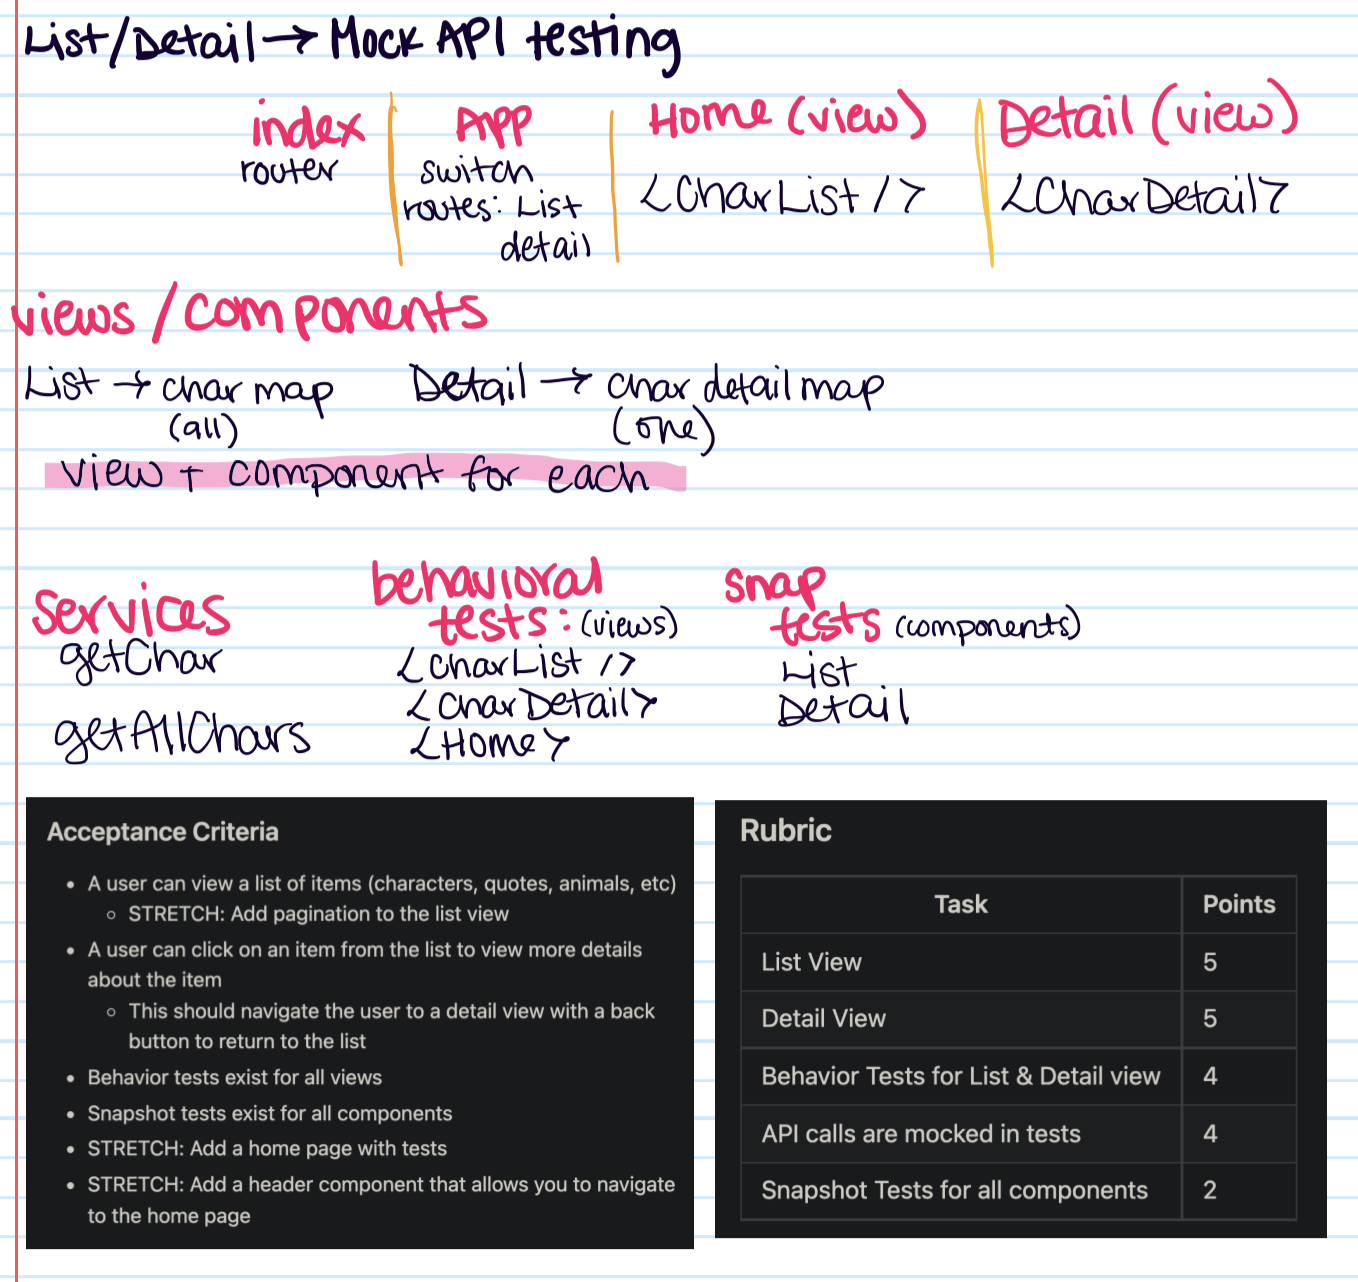 List/Detail → Mock API testing
index
router
App
switch
routes: List
detail
Home (view)
<CharList />
Detail (view)
<CharDetail>
views / components
List → char map
(all)
Detail → char detail map
(one)
view + component for each
services
getChar
getAllChars
behavioral
tests: (views)
<CharList />
<CharDetail>
<Home>
snap
tests (components)
List
Detail
Acceptance Criteria
• A user can view a list of items (characters, quotes, animals, etc)
◦ STRETCH: Add pagination to the list view
• A user can click on an item from the list to view more details
about the item
◦ This should navigate the user to a detail view with a back
button to return to the list
• Behavior tests exist for all views
• Snapshot tests exist for all components
• STRETCH: Add a home page with tests
• STRETCH: Add a header component that allows you to navigate
to the home page
Rubric
Task Points
List View 5
Detail View 5
Behavior Tests for List & Detail view 4
API calls are mocked in tests 4
Snapshot Tests for all components 2